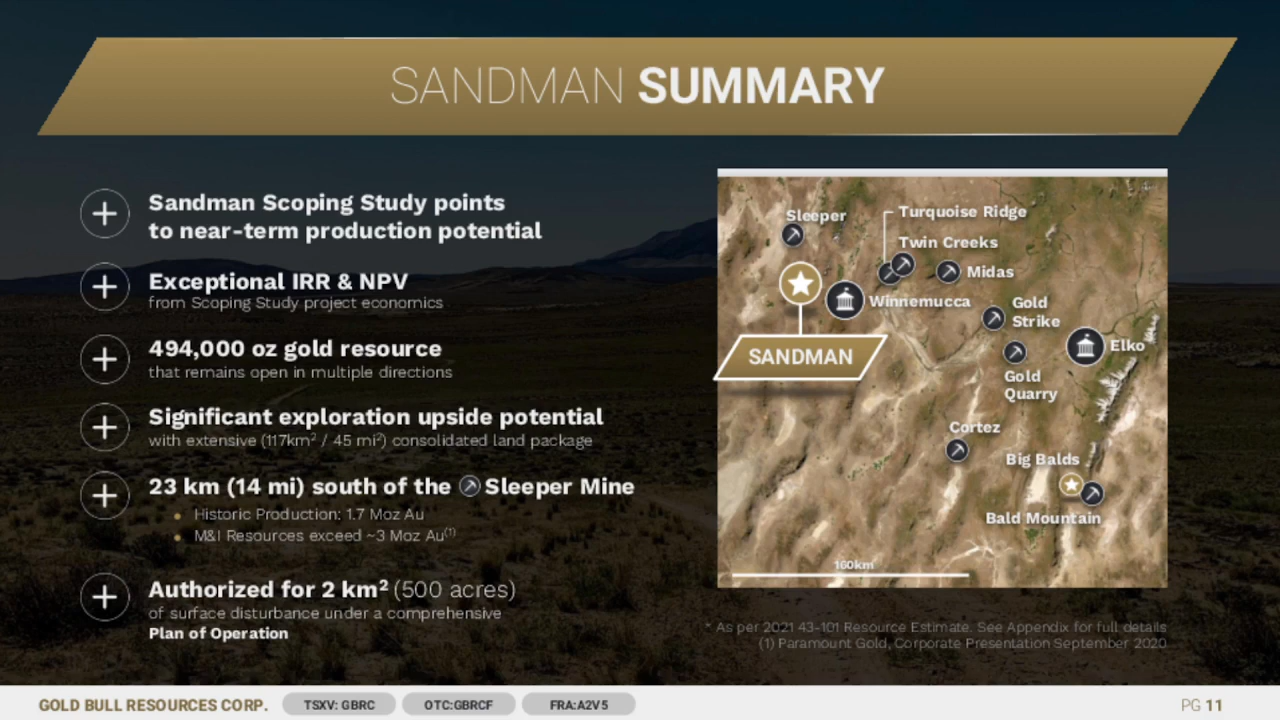 SANDMAN SUMMARY
Sandman Scoping Study points
to near-term production potential
Exceptional IRR & NPV
from Scoping Study project economics
494,000 oz gold resource
that remains open in multiple directions
Significant exploration upside potential
with extensive (117km² / 45 mi²) consolidated land package
23 km (14 mi) south of the Sleeper Mine
• Historic Production: 1.7 Moz Au
• M&I Resources exceed ~3 Moz Au⁽¹⁾
Authorized for 2 km² (500 acres)
of surface disturbance under a comprehensive
Plan of Operation
Sleeper
Turquoise Ridge
Twin Creeks
Midas
Winnemucca
Gold
Strike
Elko
SANDMAN
Gold
Quarry
Cortez
Big Balds
Bald Mountain
160km
* As per 2021 43-101 Resource Estimate. See Appendix for full details
(1) Paramount Gold, Corporate Presentation September 2020
GOLD BULL RESOURCES CORP. TSXV: GBRC OTC:GBRCF FRA:A2V5 PG 11